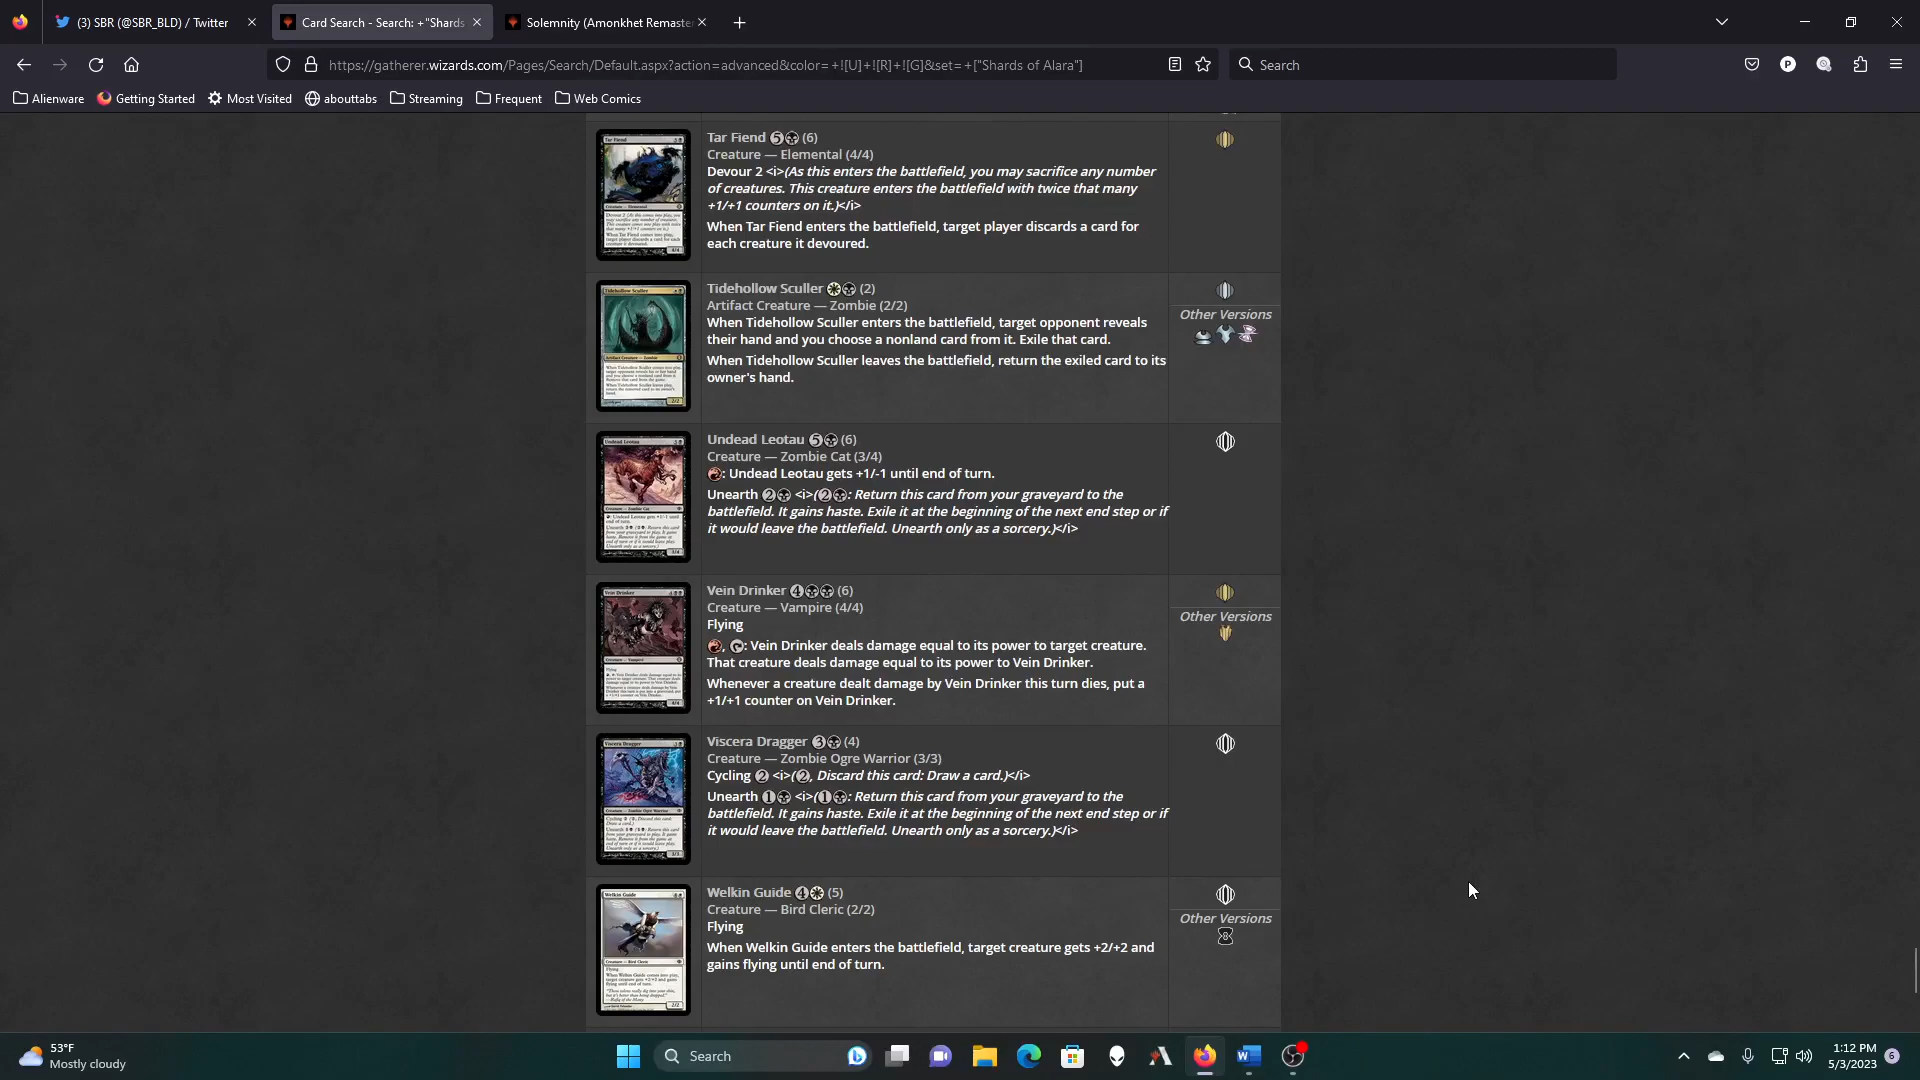 (3) SBR (@SBR_BLD) / Twitter
Card Search - Search: +"Shards
Solemnity (Amonkhet Remaste
https://gatherer.wizards.com/Pages/Search/Default.aspx?action=advanced&color=+![U]+![R]+![G]&set=+["Shards of Alara"]
Search
Alienware
Getting Started
Most Visited
abouttabs
Streaming
Frequent
Web Comics
Tar Fiend 5 (6)
Creature — Elemental (4/4)
Devour 2 <i>(As this enters the battlefield, you may sacrifice any number
of creatures. This creature enters the battlefield with twice that many
+1/+1 counters on it.)</i>
When Tar Fiend enters the battlefield, target player discards a card for
each creature it devoured.
Tidehollow Sculler (2)
Artifact Creature — Zombie (2/2)
When Tidehollow Sculler enters the battlefield, target opponent reveals
their hand and you choose a nonland card from it. Exile that card.
When Tidehollow Sculler leaves the battlefield, return the exiled card to its
owner's hand.
Other Versions
Undead Leotau 5 (6)
Creature — Zombie Cat (3/4)
: Undead Leotau gets +1/-1 until end of turn.
Unearth 2 <i>(2: Return this card from your graveyard to the
battlefield. It gains haste. Exile it at the beginning of the next end step or if
it would leave the battlefield. Unearth only as a sorcery.)</i>
Vein Drinker 4 (6)
Creature — Vampire (4/4)
Flying
, : Vein Drinker deals damage equal to its power to target creature.
That creature deals damage equal to its power to Vein Drinker.
Whenever a creature dealt damage by Vein Drinker this turn dies, put a
+1/+1 counter on Vein Drinker.
Other Versions
Viscera Dragger 3 (4)
Creature — Zombie Ogre Warrior (3/3)
Cycling 2 <i>(2, Discard this card: Draw a card.)</i>
Unearth 1 <i>(1: Return this card from your graveyard to the
battlefield. It gains haste. Exile it at the beginning of the next end step or if
it would leave the battlefield. Unearth only as a sorcery.)</i>
Welkin Guide 4 (5)
Creature — Bird Cleric (2/2)
Flying
When Welkin Guide enters the battlefield, target creature gets +2/+2 and
gains flying until end of turn.
Other Versions
53°F
Mostly cloudy
Search
1:12 PM
5/3/2023
6